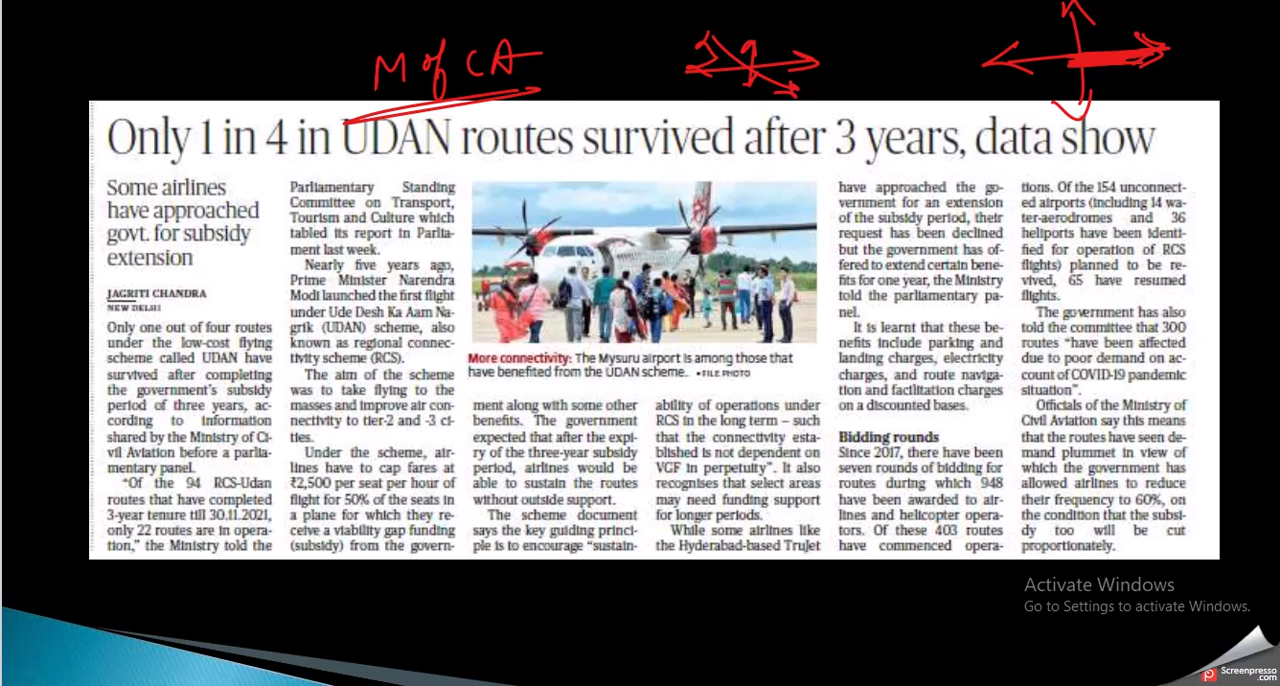 M of CA
Only 1 in 4 in UDAN routes survived after 3 years, data show
Some airlines
have approached
govt. for subsidy
extension
JAGRITI CHANDRA
NEW DELHI
Only one out of four routes
under the low-cost flying
scheme called UDAN have
survived after completing
the government's subsidy
period of three years, ac-
cording to information
shared by the Ministry of Ci-
vil Aviation before a parlia-
mentary panel.
"Of the 94 RCS-Udan
routes that have completed
3-year tenure till 30.11.2021,
only 22 routes are in opera-
tion," the Ministry told the
Parliamentary Standing
Committee on Transport,
Tourism and Culture which
tabled its report in Parlia-
ment last week.
Nearly five years ago,
Prime Minister Narendra
Modi launched the first flight
under Ude Desh Ka Aam Na-
grik (UDAN) scheme, also
known as regional connec-
tivity scheme (RCS).
The aim of the scheme
was to take flying to the
masses and improve air con-
nectivity to tier-2 and -3 ci-
ties.
Under the scheme, air-
lines have to cap fares at
₹2,500 per seat per hour of
flight for 50% of the seats in
a plane for which they re-
ceive a viability gap funding
(subsidy) from the govern-
More connectivity: The Mysuru airport is among those that
have benefited from the UDAN scheme. •FILE PHOTO
ment along with some other
benefits. The government
expected that after the expi-
ry of the three-year subsidy
period, airlines would be
able to sustain the routes
without outside support.
The scheme document
says the key guiding princi-
ple is to encourage "sustain-
ability of operations under
RCS in the long term – such
that the connectivity esta-
blished is not dependent on
VGF in perpetuity". It also
recognises that select areas
may need funding support
for longer periods.
While some airlines like
the Hyderabad-based TruJet
have approached the go-
vernment for an extension
of the subsidy period, their
request has been declined
but the government has of-
fered to extend certain bene-
fits for one year, the Ministry
told the parliamentary pa-
nel.
It is learnt that these be-
nefits include parking and
landing charges, electricity
charges, and route naviga-
tion and facilitation charges
on a discounted bases.
Bidding rounds
Since 2017, there have been
seven rounds of bidding for
routes during which 948
have been awarded to air-
lines and helicopter opera-
tors. Of these 403 routes
have commenced opera-
tions. Of the 154 unconnect-
ed airports (including 14 wa-
ter-aerodromes and 36
heliports have been identi-
fied for operation of RCS
flights) planned to be re-
vived, 65 have resumed
flights.
The government has also
told the committee that 300
routes "have been affected
due to poor demand on ac-
count of COVID-19 pandemic
situation".
Officials of the Ministry of
Civil Aviation say this means
that the routes have seen de-
mand plummet in view of
which the government has
allowed airlines to reduce
their frequency to 60%, on
the condition that the subsi-
dy too will be cut
proportionately.
Activate Windows
Go to Settings to activate Windows.
Screenpresso
.com